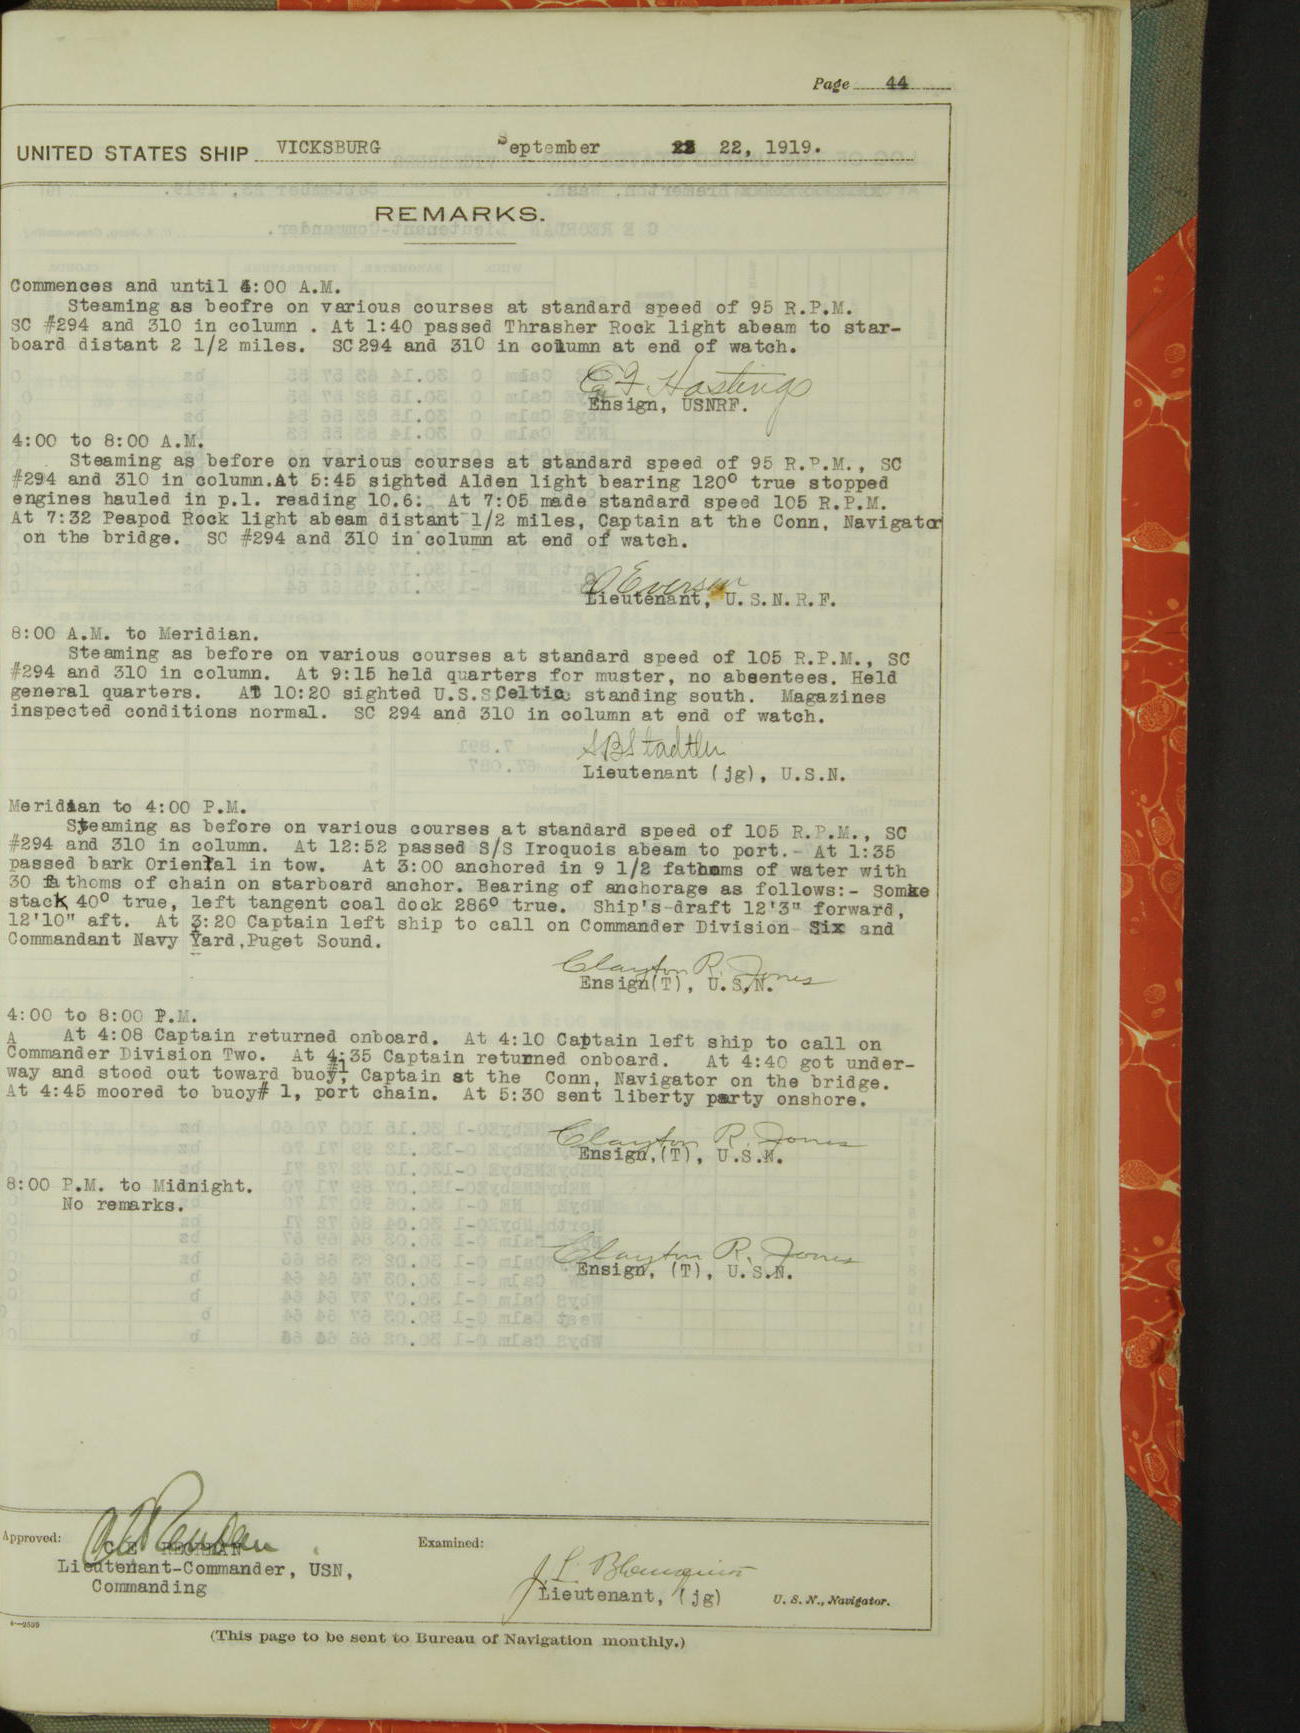 Page 44
UNITED STATES SHIP VICKSBURG September 22, 1919.
REMARKS.
Commences and until 4:00 A.M.
Steaming as beofre on various courses at standard speed of 95 R.P.M.
SC #294 and 310 in column . At 1:40 passed Thrasher Rock light abeam to star-
board distant 2 1/2 miles. SC 294 and 310 in column at end of watch.
Hastings
Ensign, USNRF.
4:00 to 8:00 A.M.
Steaming as before on various courses at standard speed of 95 R.P.M., SC
#294 and 310 in column.At 5:45 sighted Alden light bearing 120° true stopped
engines hauled in p.l. reading 10.6. At 7:05 made standard speed 105 R.P.M.
At 7:32 Peapod Rock light abeam distant 1/2 miles, Captain at the Conn, Navigator
on the bridge. SC #294 and 310 in column at end of watch.
Lieutenant, U.S.N.R.F.
8:00 A.M. to Meridian.
Steaming as before on various courses at standard speed of 105 R.P.M., SC
#294 and 310 in column. At 9:15 held quarters for muster, no absentees. Held
general quarters. At 10:20 sighted U.S.S. Celtic standing south. Magazines
inspected conditions normal. SC 294 and 310 in column at end of watch.
S B Stadtler
Lieutenant (jg), U.S.N.
Meridian to 4:00 P.M.
Steaming as before on various courses at standard speed of 105 R.P.M., SC
#294 and 310 in column. At 12:52 passed S/S Iroquois abeam to port.- At 1:35
passed bark Oriental in tow. At 3:00 anchored in 9 1/2 fathoms of water with
30 fathoms of chain on starboard anchor. Bearing of anchorage as follows:- Somke
stack 40° true, left tangent coal dock 286° true. Ship's draft 12'3" forward,
12'10" aft. At 3:20 Captain left ship to call on Commander Division Six and
Commandant Navy Yard,Puget Sound.
Clayton R. Jones
Ensign(T), U.S.N.
4:00 to 8:00 P.M.
A At 4:08 Captain returned onboard. At 4:10 Captain left ship to call on
Commander Division Two. At 4:35 Captain returned onboard. At 4:40 got under-
way and stood out toward buoy #1, Captain at the Conn, Navigator on the bridge.
At 4:45 moored to buoy# 1, port chain. At 5:30 sent liberty party onshore.
Clayton R. Jones
Ensign,(T), U.S.N.
8:00 P.M. to Midnight.
No remarks.
Clayton R. Jones
Ensign, (T), U.S.N.
Approved:
C E REORDAN
Lieutenant-Commander, USN,
Commanding
Examined:
Lieutenant, (jg) U. S. N., Navigator.
(This page to be sent to Bureau of Navigation monthly.)